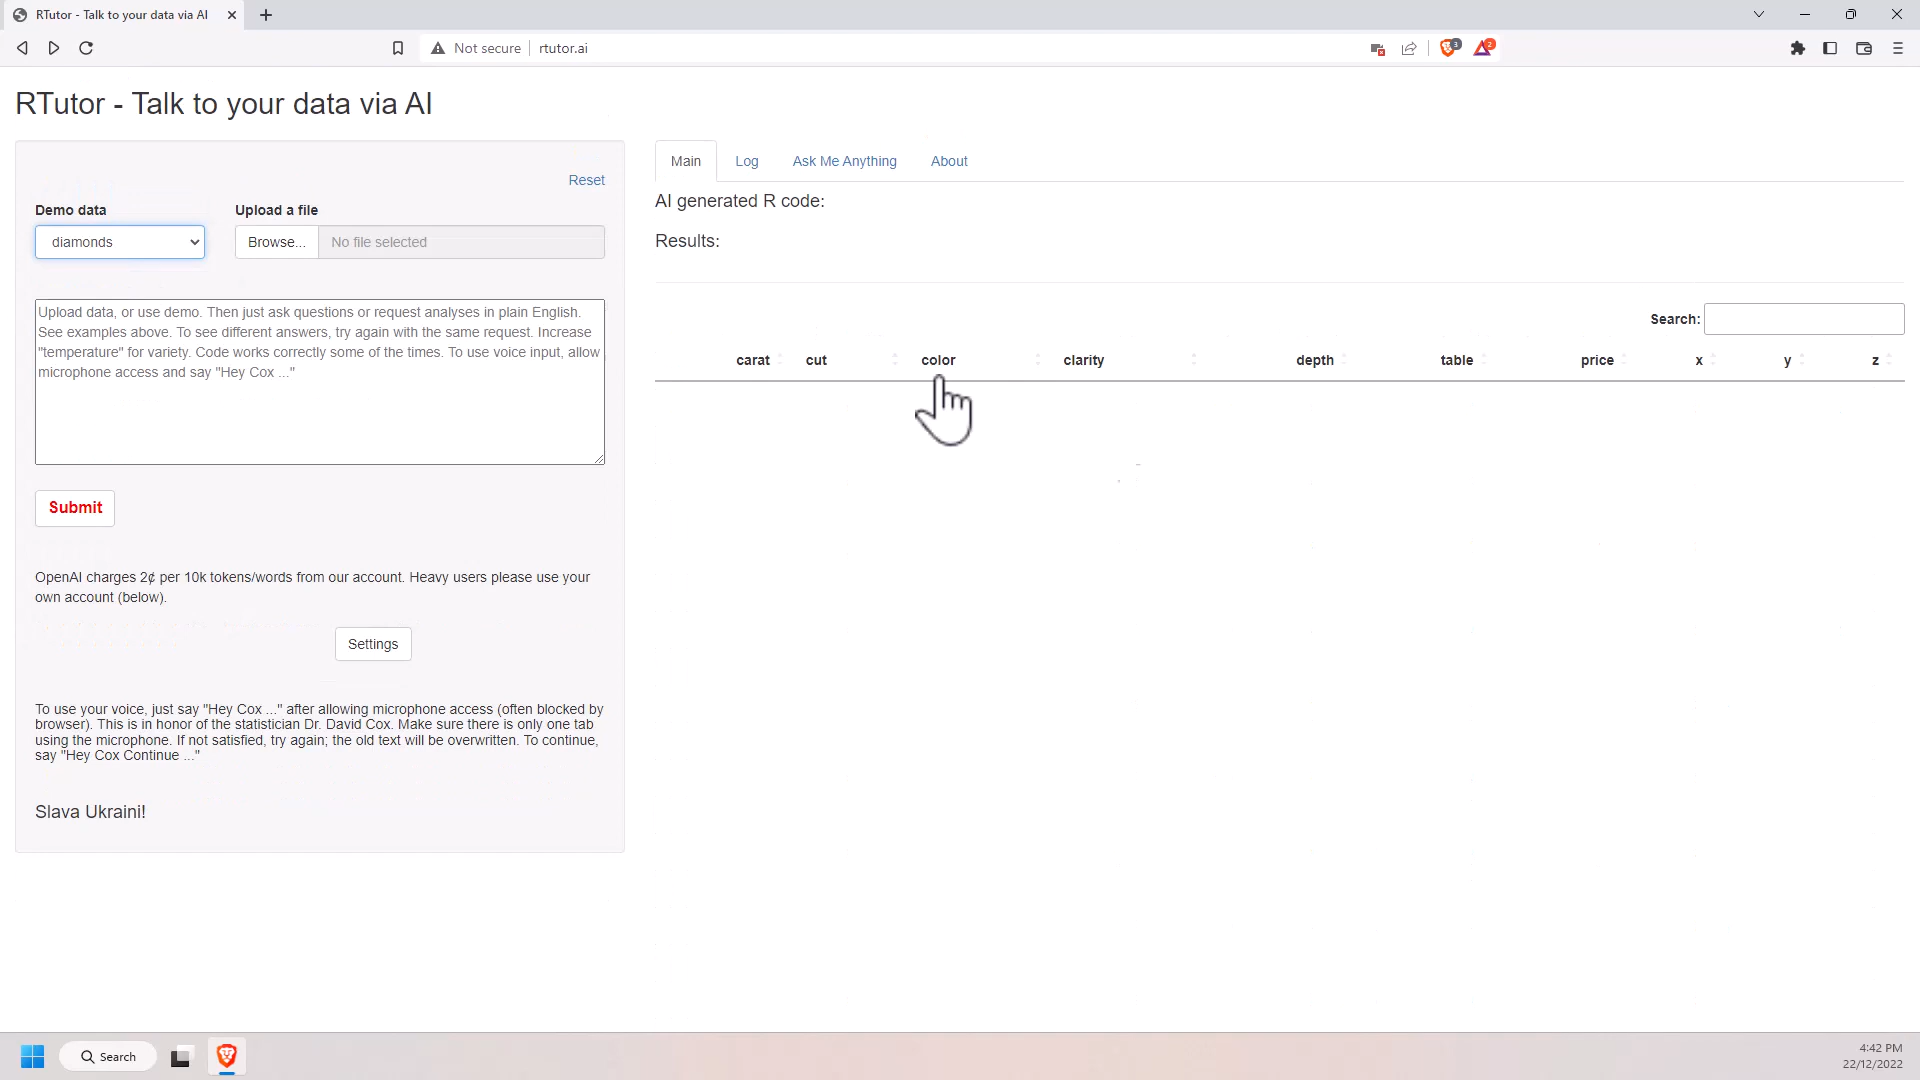 RTutor - Talk to your data via AI
Not secure
rtutor.ai
3
2
RTutor - Talk to your data via AI
Reset
Demo data
Upload a file
diamonds
Browse...
No file selected
Upload data, or use demo. Then just ask questions or request analyses in plain English.
See examples above. To see different answers, try again with the same request. Increase
"temperature" for variety. Code works correctly some of the times. To use voice input, allow
microphone access and say "Hey Cox ..."
Submit
OpenAI charges 2¢ per 10k tokens/words from our account. Heavy users please use your
own account (below).
Settings
To use your voice, just say "Hey Cox ..." after allowing microphone access (often blocked by
browser). This is in honor of the statistician Dr. David Cox. Make sure there is only one tab
using the microphone. If not satisfied, try again; the old text will be overwritten. To continue,
say "Hey Cox Continue ..."
Slava Ukraini!
Main Log Ask Me Anything About
AI generated R code:
Results:
Search:
carat cut color clarity depth table price x y z
Search
4:42 PM
22/12/2022